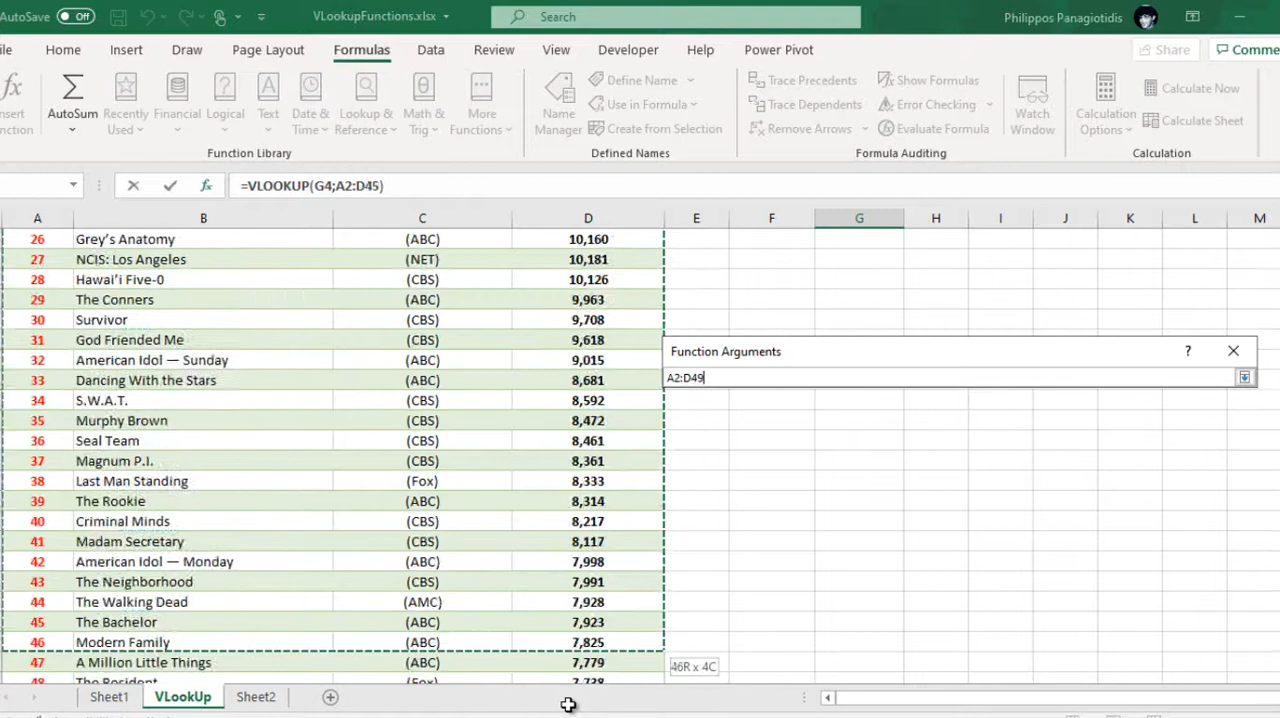 AutoSave Off VLookupFunctions.xlsx Search Philippos Panagiotidis
ile Home Insert Draw Page Layout Formulas Data Review View Developer Help Power Pivot Share Comme
nsert
nction
AutoSum
Recently
Used
Financial
Logical
Text
Date &
Time
Lookup &
Reference
Math &
Trig
More
Functions
Function Library
Name
Manager
Define Name
Use in Formula
Create from Selection
Defined Names
Trace Precedents
Trace Dependents
Remove Arrows
Show Formulas
Error Checking
Evaluate Formula
Formula Auditing
Watch
Window
Calculation
Options
Calculate Now
Calculate Sheet
Calculation
fx =VLOOKUP(G4;A2:D45)
A B C D E F G H I J K L M
26 Grey’s Anatomy (ABC) 10,160
27 NCIS: Los Angeles (NET) 10,181
28 Hawai’i Five-0 (CBS) 10,126
29 The Conners (ABC) 9,963
30 Survivor (CBS) 9,708
31 God Friended Me (CBS) 9,618
32 American Idol — Sunday (ABC) 9,015
33 Dancing With the Stars (ABC) 8,681
34 S.W.A.T. (CBS) 8,592
35 Murphy Brown (CBS) 8,472
36 Seal Team (CBS) 8,461
37 Magnum P.I. (CBS) 8,361
38 Last Man Standing (Fox) 8,333
39 The Rookie (ABC) 8,314
40 Criminal Minds (CBS) 8,217
41 Madam Secretary (CBS) 8,117
42 American Idol — Monday (ABC) 7,998
43 The Neighborhood (CBS) 7,991
44 The Walking Dead (AMC) 7,928
45 The Bachelor (ABC) 7,923
46 Modern Family (ABC) 7,825
47 A Million Little Things (ABC) 7,779
48 The Resident (Fox) 7,738
Function Arguments ?
A2:D49
46R x 4C
Sheet1 VLookUp Sheet2